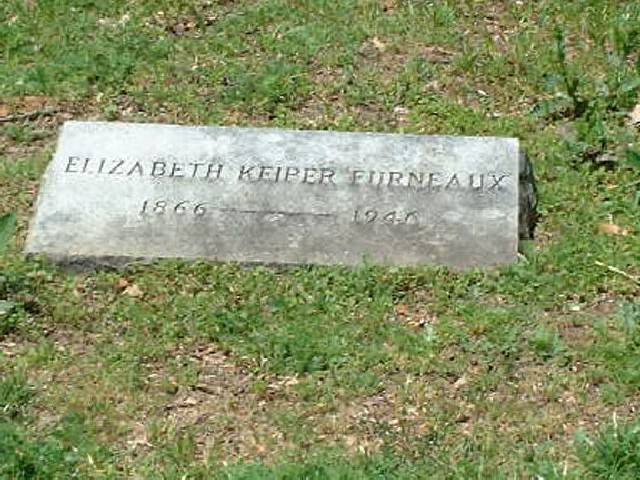 ELIZABETH KEIPER FURNEAUX
1866 — 1946